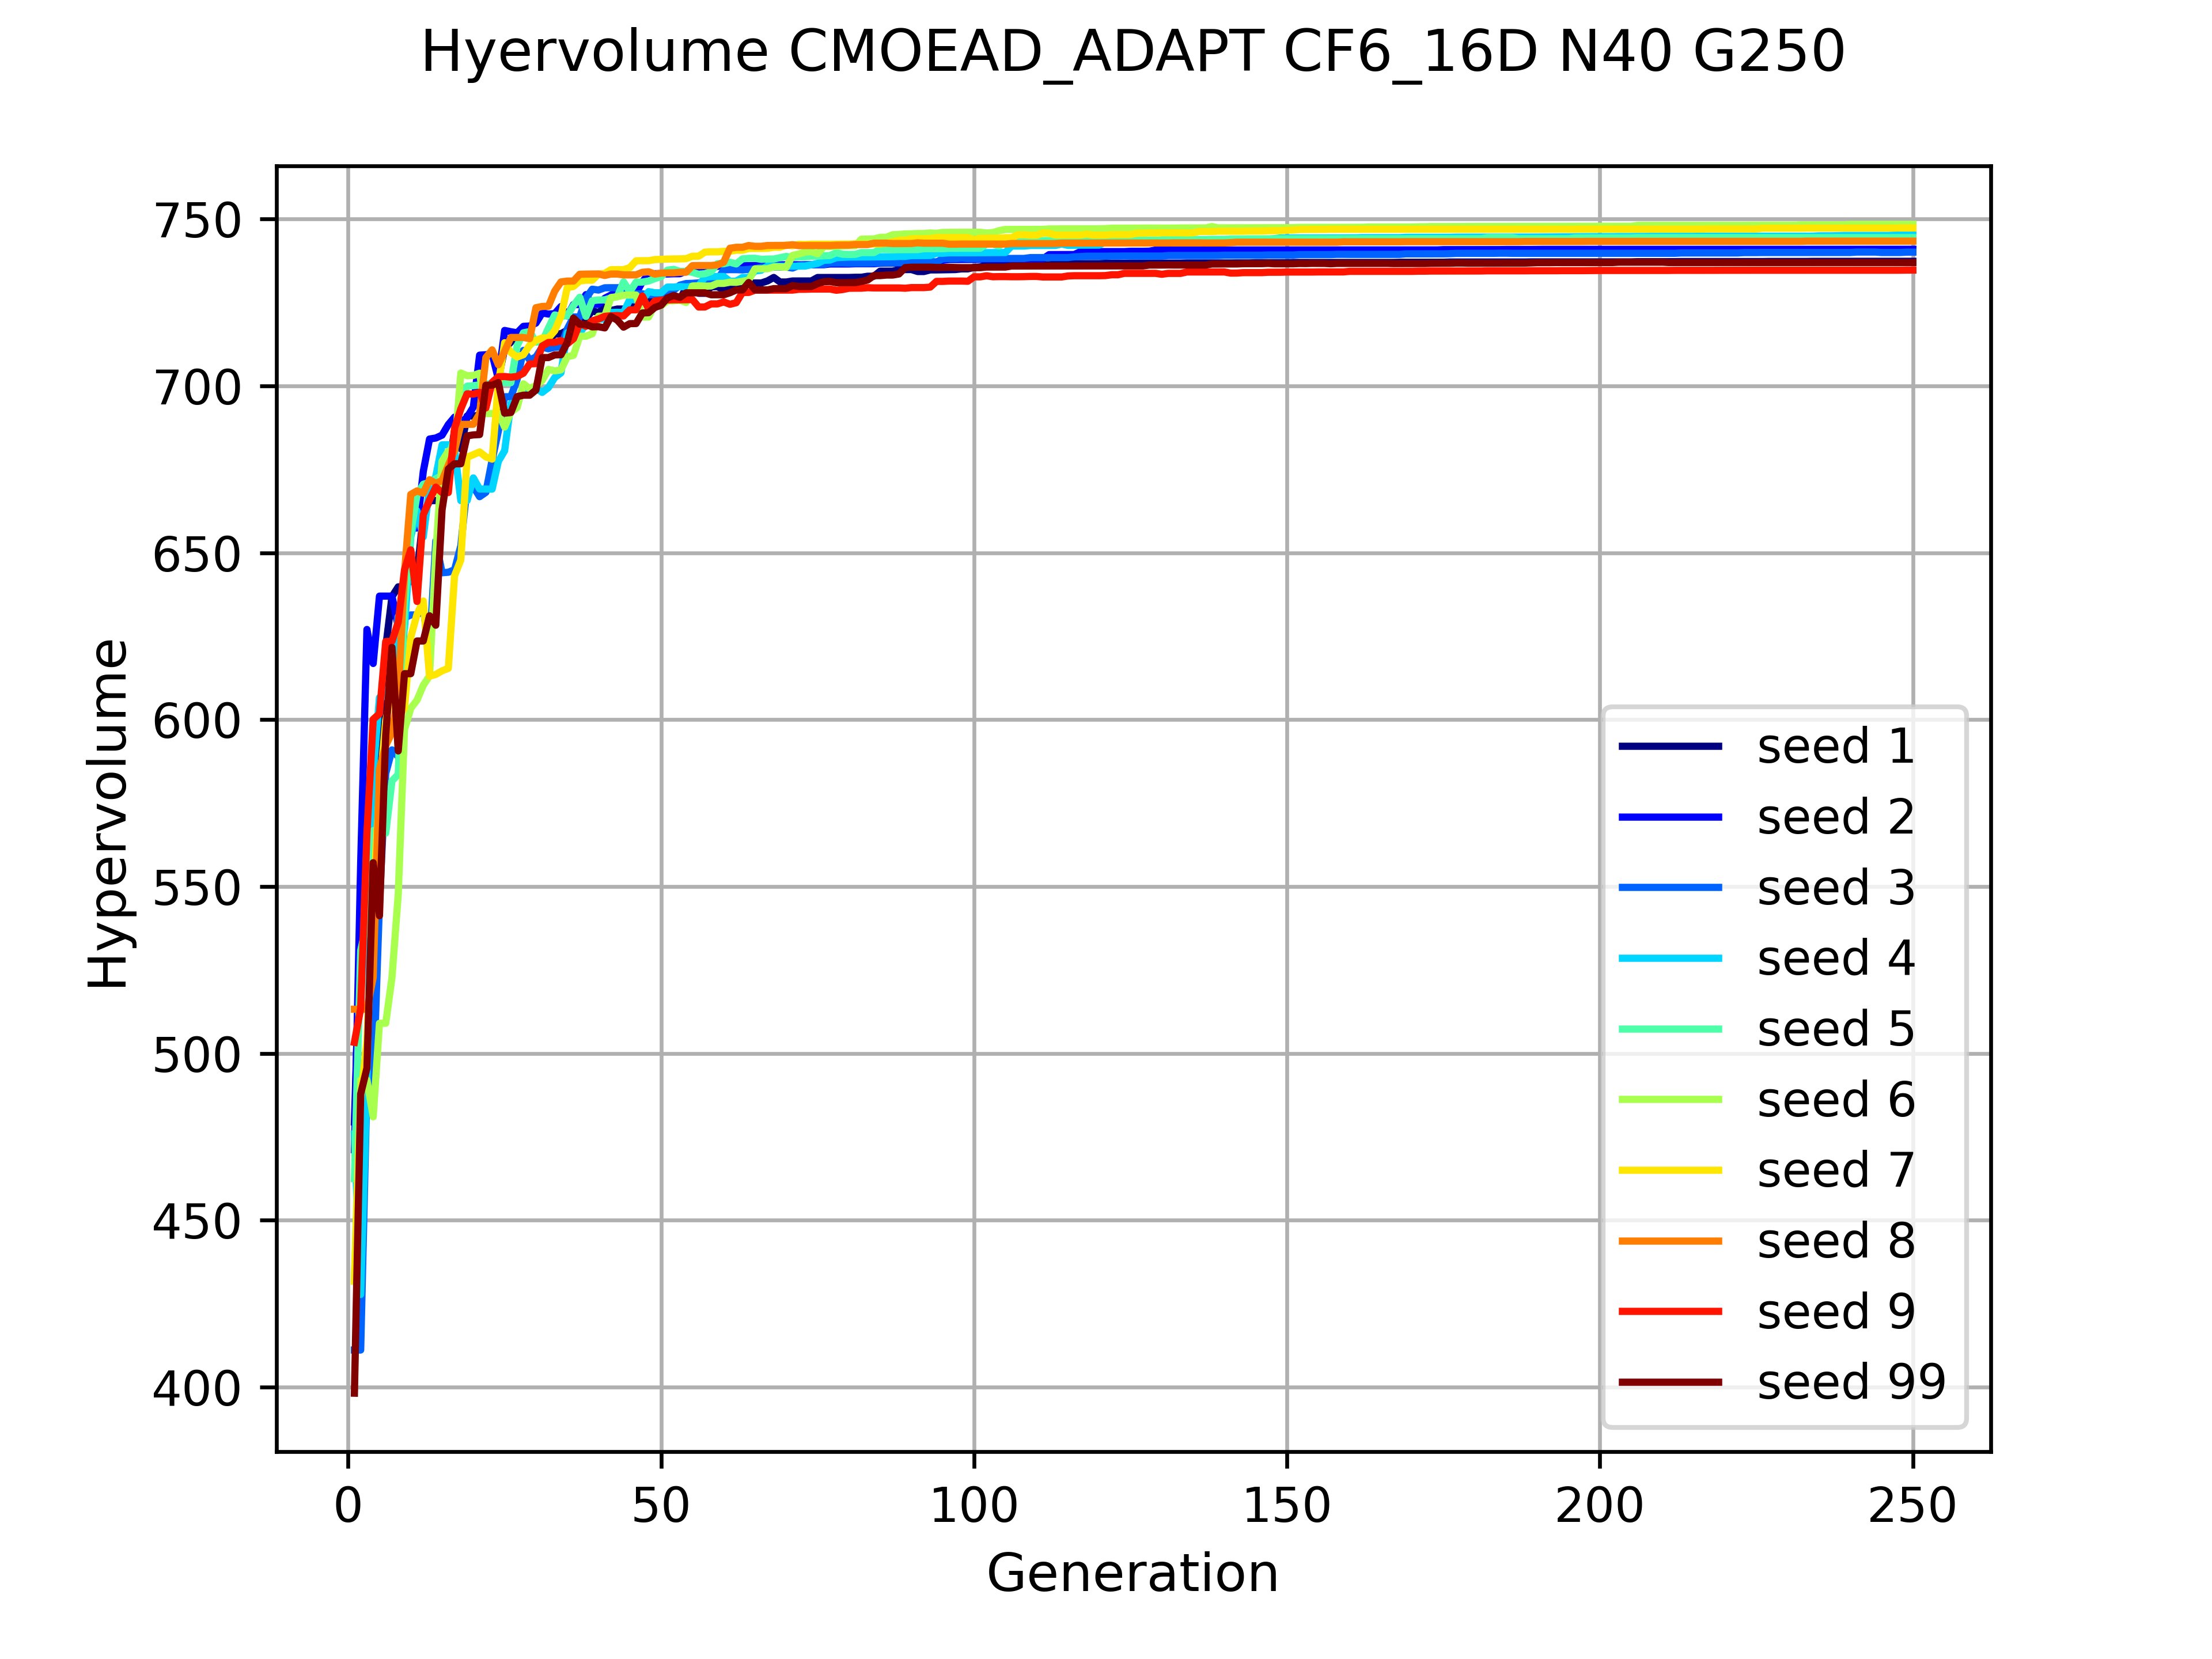 Hyervolume CMOEAD_ADAPT CF6_16D N40 G250
750
700
650
600
550
500
450
400
Hypervolume
seed 1
seed 2
seed 3
seed 4
seed 5
seed 6
seed 7
seed 8
seed 9
seed 99
0 50 100 150 200 250
Generation